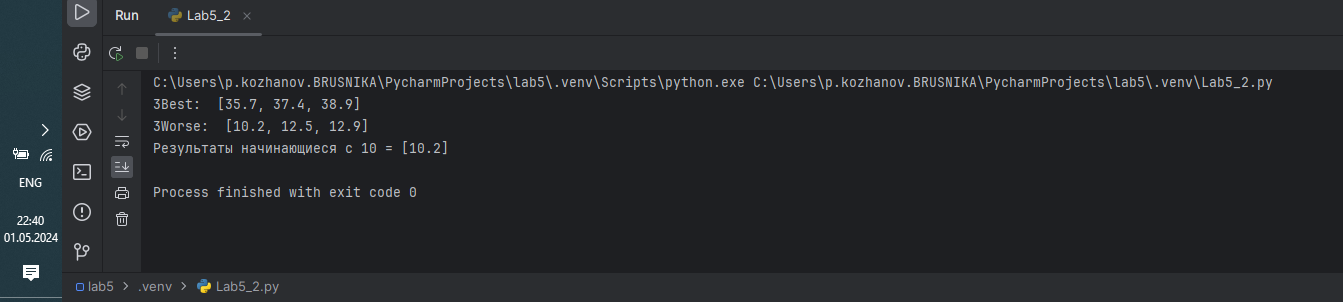 Run Lab5_2
C:\Users\p.kozhanov.BRUSNIKA\PycharmProjects\lab5\.venv\Scripts\python.exe C:\Users\p.kozhanov.BRUSNIKA\PycharmProjects\lab5\.venv\Lab5_2.py
3Best:  [35.7, 37.4, 38.9]
3Worse:  [10.2, 12.5, 12.9]
Результаты начинающиеся с 10 = [10.2]
Process finished with exit code 0
ENG
22:40
01.05.2024
lab5 > .venv > Lab5_2.py